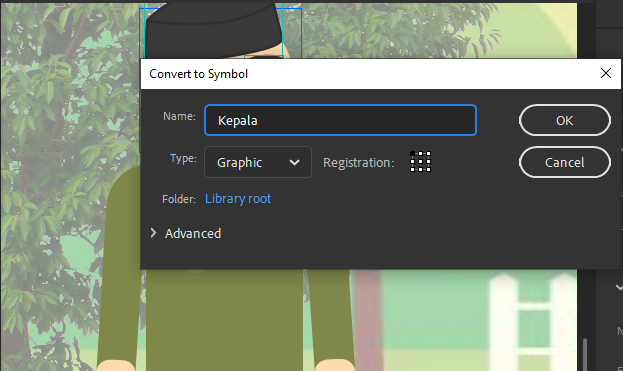 Convert to Symbol
Name: Kepala OK
Type: Graphic Registration: Cancel
Folder: Library root
Advanced